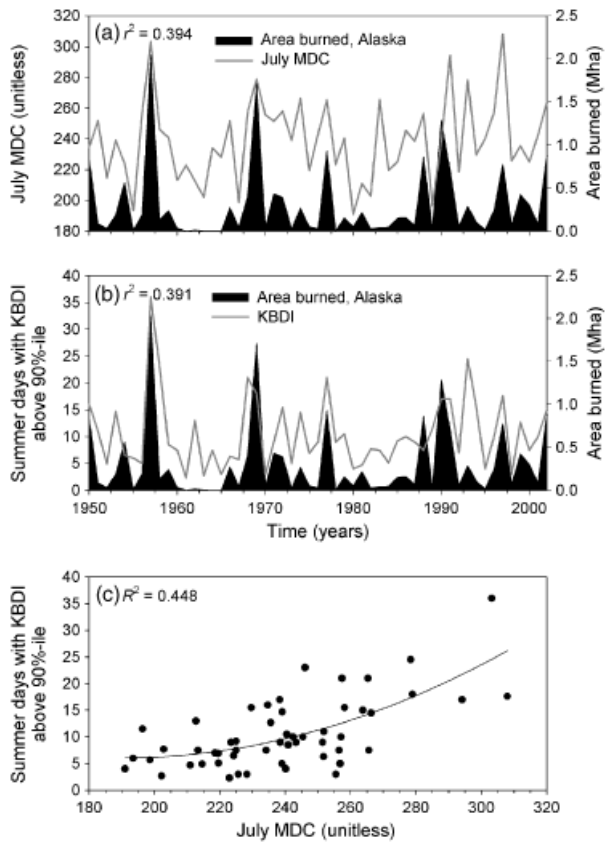 (a) r² = 0.394
Area burned, Alaska
July MDC
July MDC (unitless)
320
300
280
260
240
220
200
180
Area burned (Mha)
2.5
2.0
1.5
1.0
0.5
0.0
(b) r² = 0.391
Area burned, Alaska
KBDI
Summer days with KBDI
above 90%-ile
40
35
30
25
20
15
10
5
0
Area burned (Mha)
2.5
2.0
1.5
1.0
0.5
0.0
1950 1960 1970 1980 1990 2000
Time (years)
(c) R² = 0.448
Summer days with KBDI
above 90%-ile
40
35
30
25
20
15
10
5
0
180 200 220 240 260 280 300 320
July MDC (unitless)